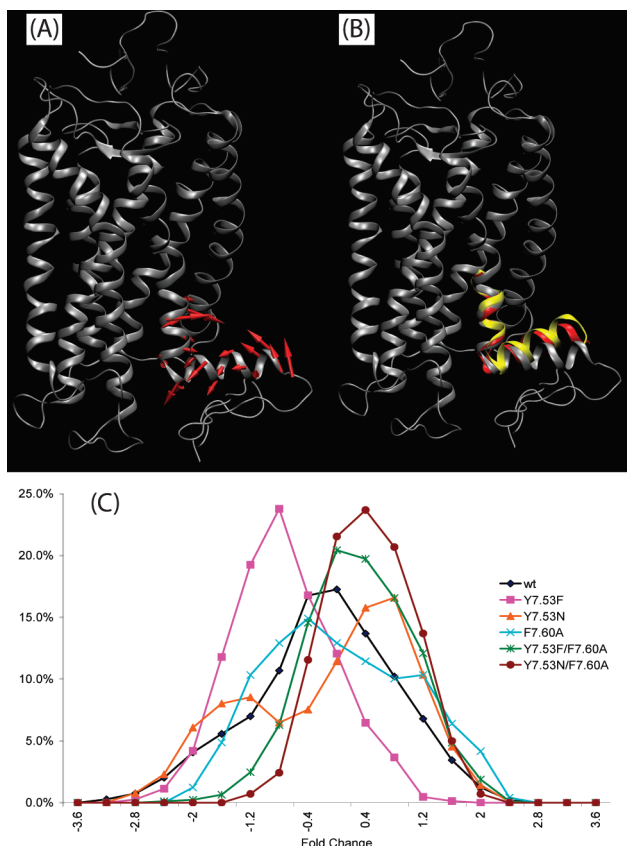 (A)
(B)
(C)
25.0%
20.0%
15.0%
10.0%
5.0%
0.0%
-3.6
-2.8
-2
-1.2
-0.4
0.4
1.2
2
2.8
3.6
Fold Change
wt
Y7.53F
Y7.53N
F7.60A
Y7.53F/F7.60A
Y7.53N/F7.60A